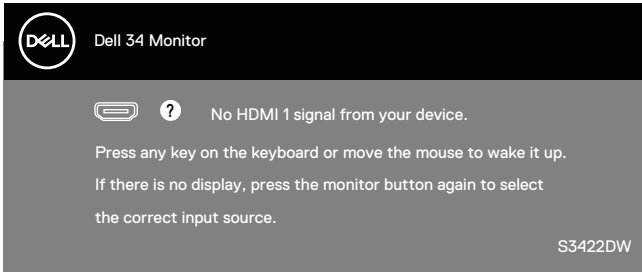 DELL
Dell 34 Monitor
? No HDMI 1 signal from your device.
Press any key on the keyboard or move the mouse to wake it up.
If there is no display, press the monitor button again to select
the correct input source.
S3422DW